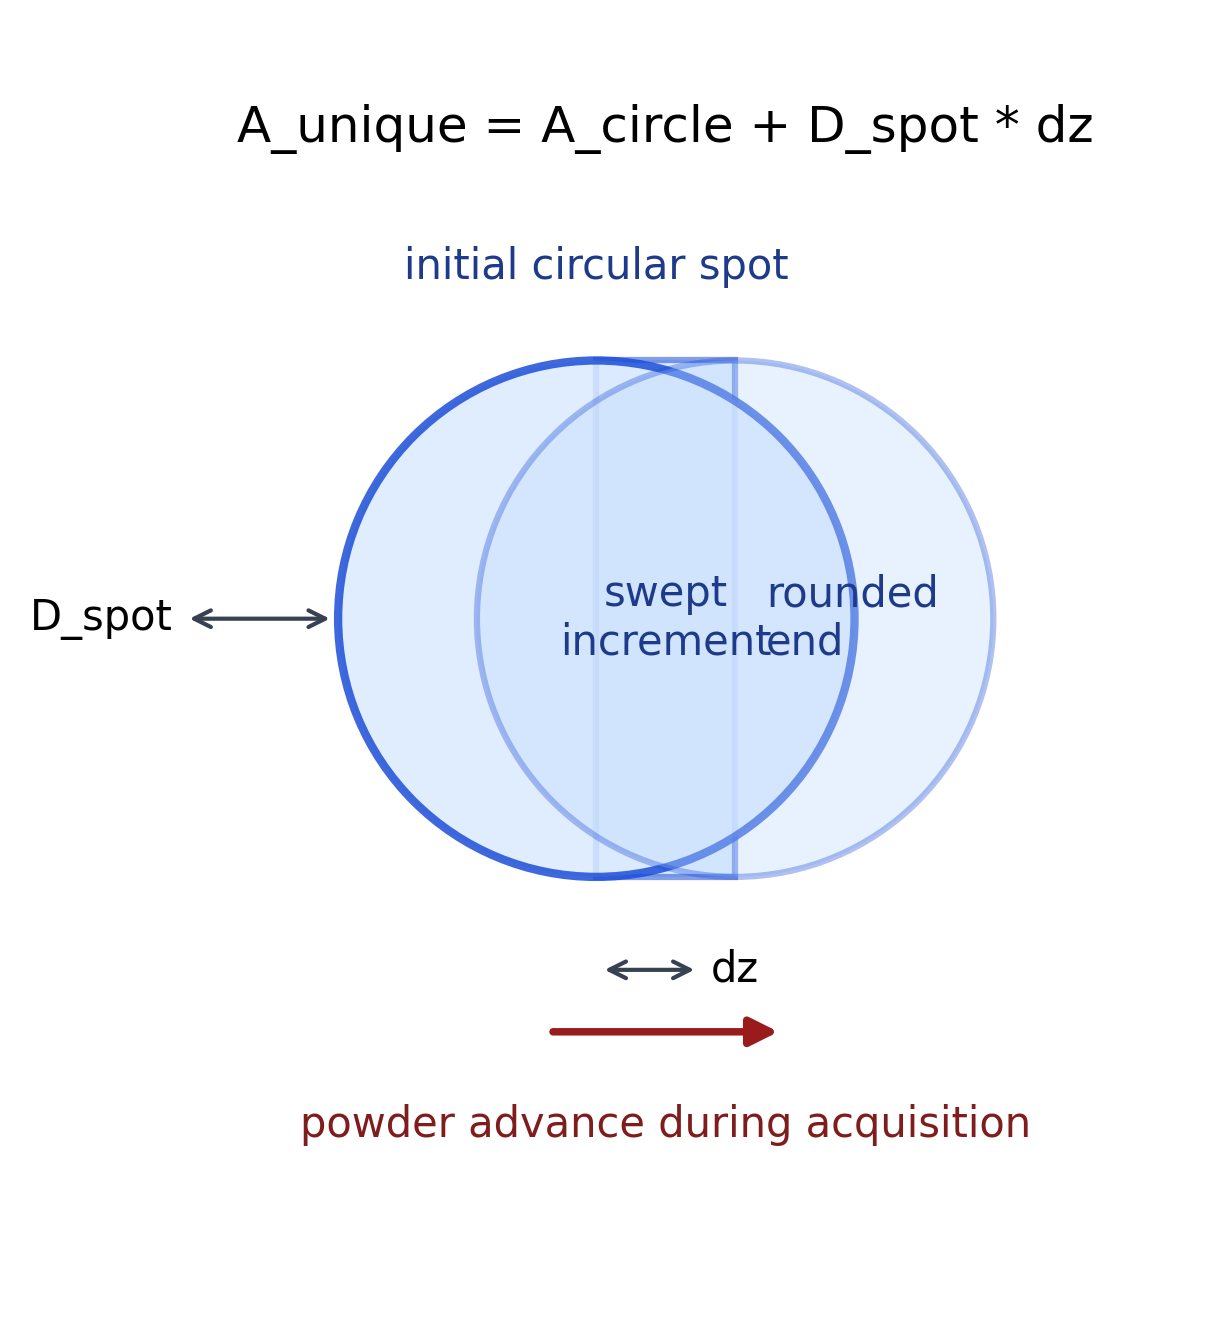 A_unique = A_circle + D_spot * dz
initial circular spot
swept
increment
rounded
end
D_spot
dz
powder advance during acquisition